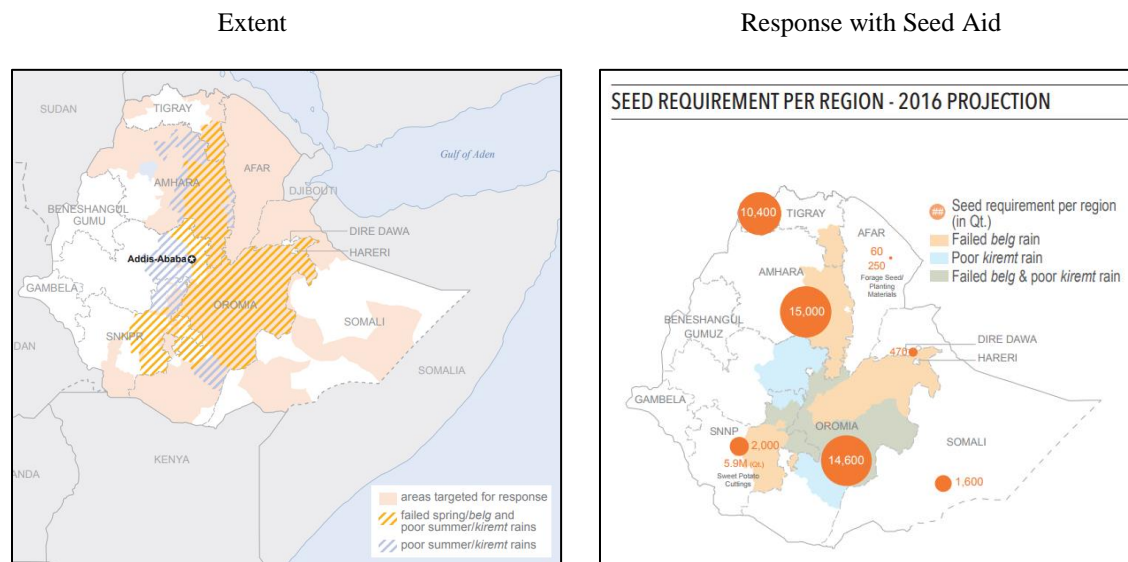 Extent
Response with Seed Aid
SUDAN
TIGRAY
Gulf of Aden
AFAR
AMHARA
DJIBOUTI
BENESHANGUL
GUMU
DIRE DAWA
HARERI
Addis-Ababa
GAMBELA
OROMIA
SOMALI
SNNPR
DAN
SOMALIA
KENYA
ANDA
areas targeted for response
failed spring/belg and
poor summer/kiremt rains
poor summer/kiremt rains
SEED REQUIREMENT PER REGION - 2016 PROJECTION
10,400
TIGRAY
AFAR
60
250
Forage Seed/
Planting
Materials
## Seed requirement per region
(in Qt.)
Failed belg rain
Poor kiremt rain
Failed belg & poor kiremt rain
AMHARA
15,000
BENESHANGUL
GUMUZ
DIRE DAWA
470
HARERI
GAMBELA
SNNP
OROMIA
SOMALI
2,000
5.9M (Qt.)
Sweet Potato
Cuttings
14,600
1,600